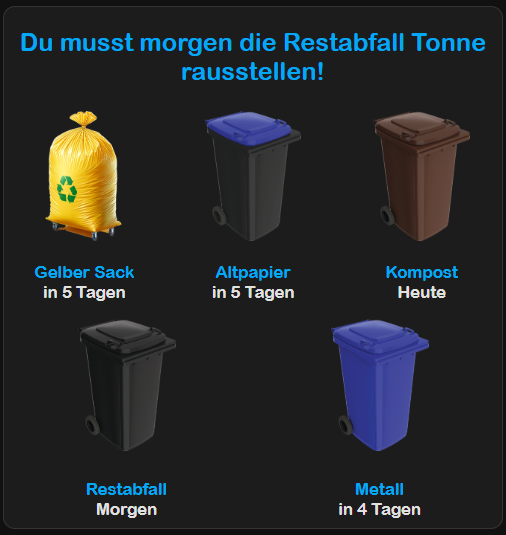 Du musst morgen die Restabfall Tonne
rausstellen!
Gelber Sack
in 5 Tagen
Altpapier
in 5 Tagen
Kompost
Heute
Restabfall
Morgen
Metall
in 4 Tagen